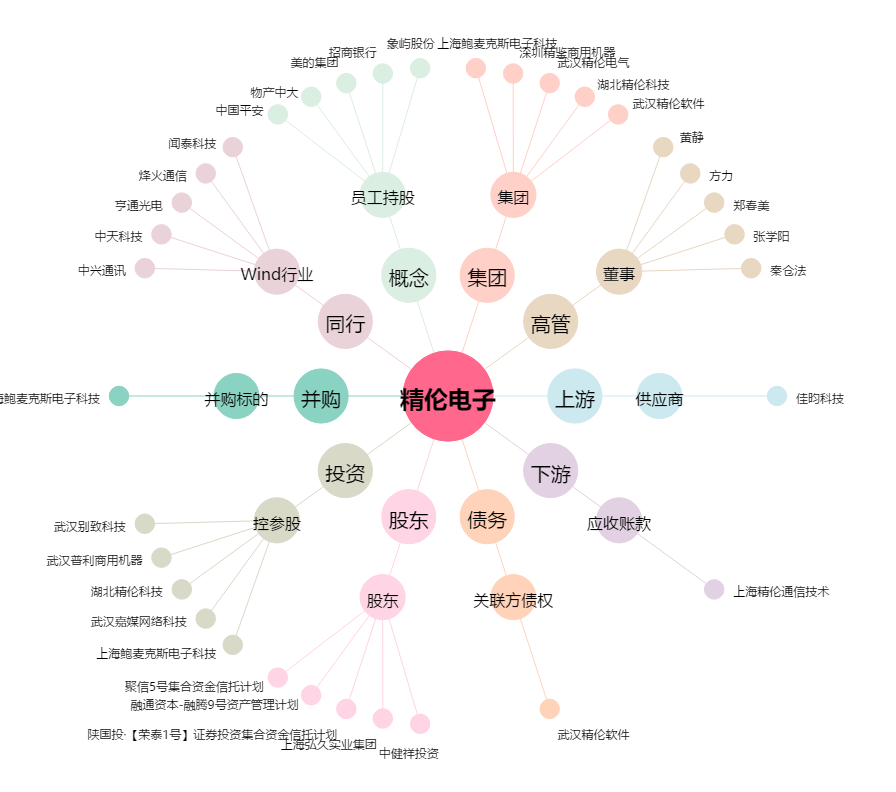 象屿股份
上海鲍麦克斯电子科技
招商银行
深圳精鉴商用机器
美的集团
武汉精伦电气
物产中大
湖北精伦科技
中国平安
武汉精伦软件
闻泰科技
黄静
烽火通信
方力
亨通光电
员工持股
集团
郑春美
中天科技
张学阳
中兴通讯
Wind行业
概念
集团
董事
秦仓法
同行
高管
海鲍麦克斯电子科技
并购标的
并购
精伦电子
上游
供应商
佳昀科技
投资
下游
武汉别致科技
控参股
股东
债务
应收账款
武汉普利商用机器
湖北精伦科技
上海精伦通信技术
武汉嘉媒网络科技
股东
关联方债权
上海鲍麦克斯电子科技
聚信5号集合资金信托计划
融通资本-融腾9号资产管理计划
陕国投·【荣泰1号】证券投资集合资金信托计划
武汉精伦软件
上海弘久实业集团
中健祥投资